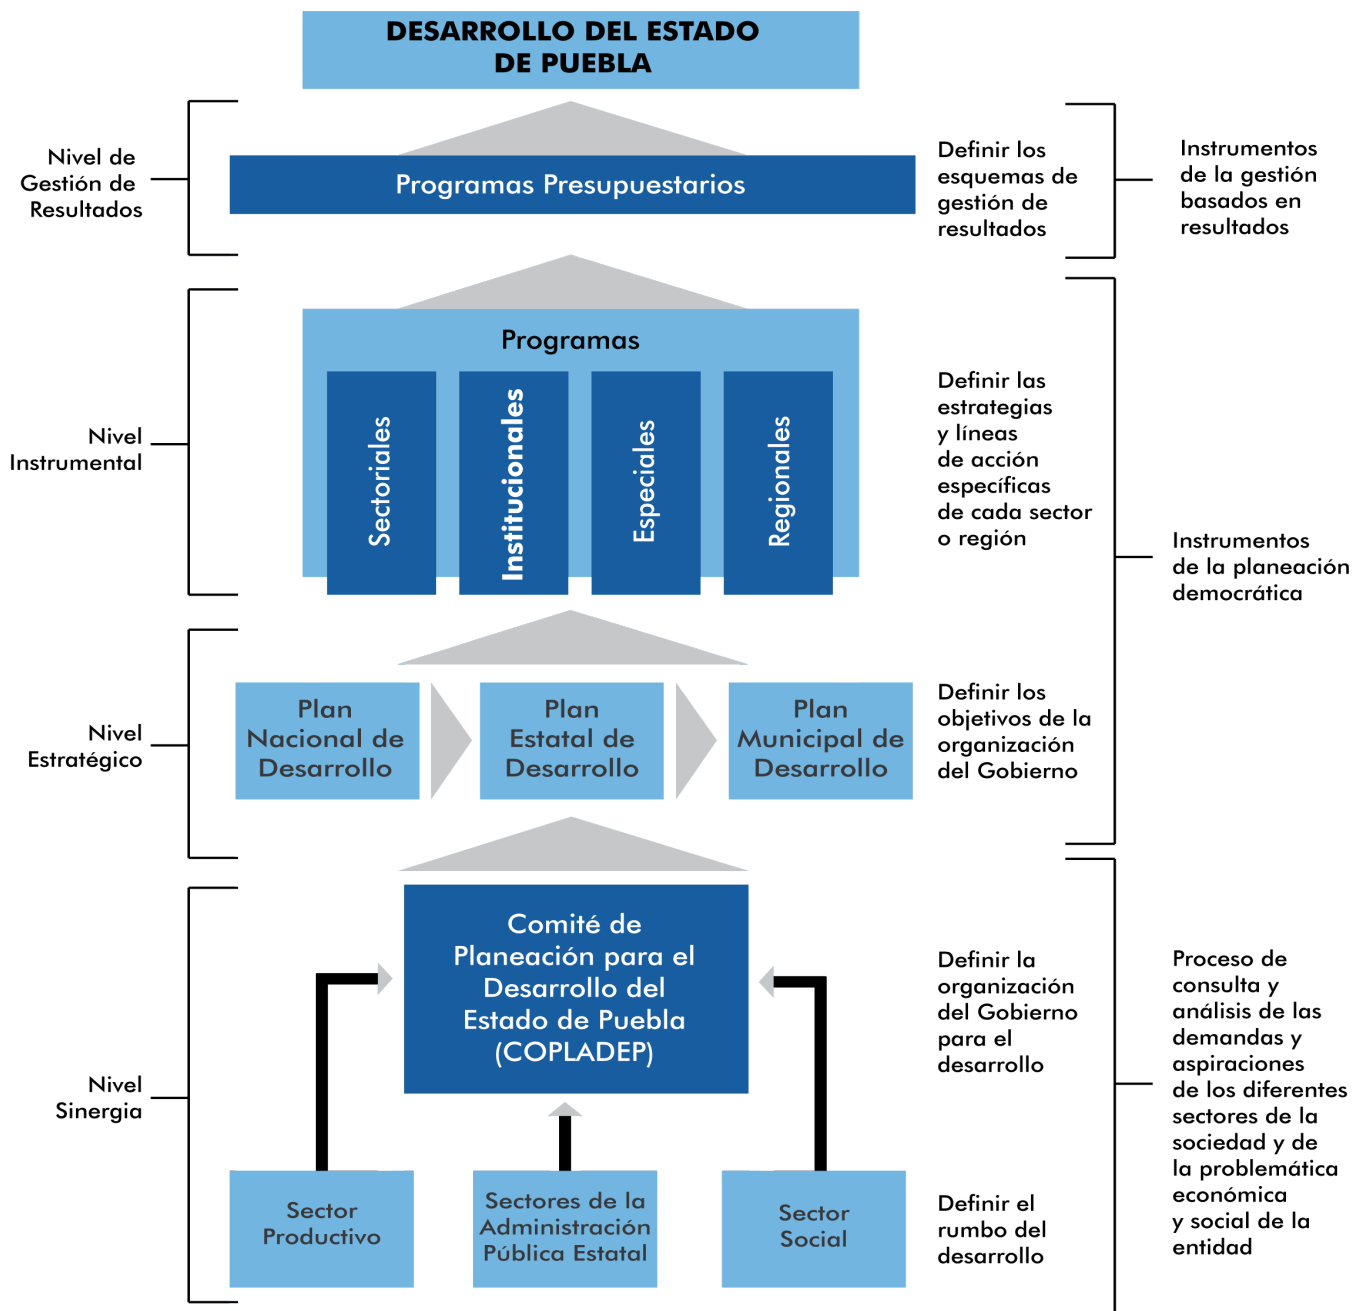 DESARROLLO DEL ESTADO
DE PUEBLA
Nivel de
Gestión de
Resultados
Programas Presupuestarios
Definir los
esquemas de
gestión de
resultados
Instrumentos
de la gestión
basados en
resultados
Nivel
Instrumental
Programas
Sectoriales
Institucionales
Especiales
Regionales
Definir las
estrategias
y líneas
de acción
específicas
de cada sector
o región
Instrumentos
de la planeación
democrática
Nivel
Estratégico
Plan
Nacional de
Desarrollo
Plan
Estatal de
Desarrollo
Plan
Municipal de
Desarrollo
Definir los
objetivos de la
organización
del Gobierno
Nivel
Sinergia
Comité de
Planeación para el
Desarrollo del
Estado de Puebla
(COPLADEP)
Definir la
organización
del Gobierno
para el
desarrollo
Proceso de
consulta y
análisis de las
demandas y
aspiraciones
de los diferentes
sectores de la
sociedad y de
la problemática
económica
y social de la
entidad
Sector
Productivo
Sectores de la
Administración
Pública Estatal
Sector
Social
Definir el
rumbo del
desarrollo